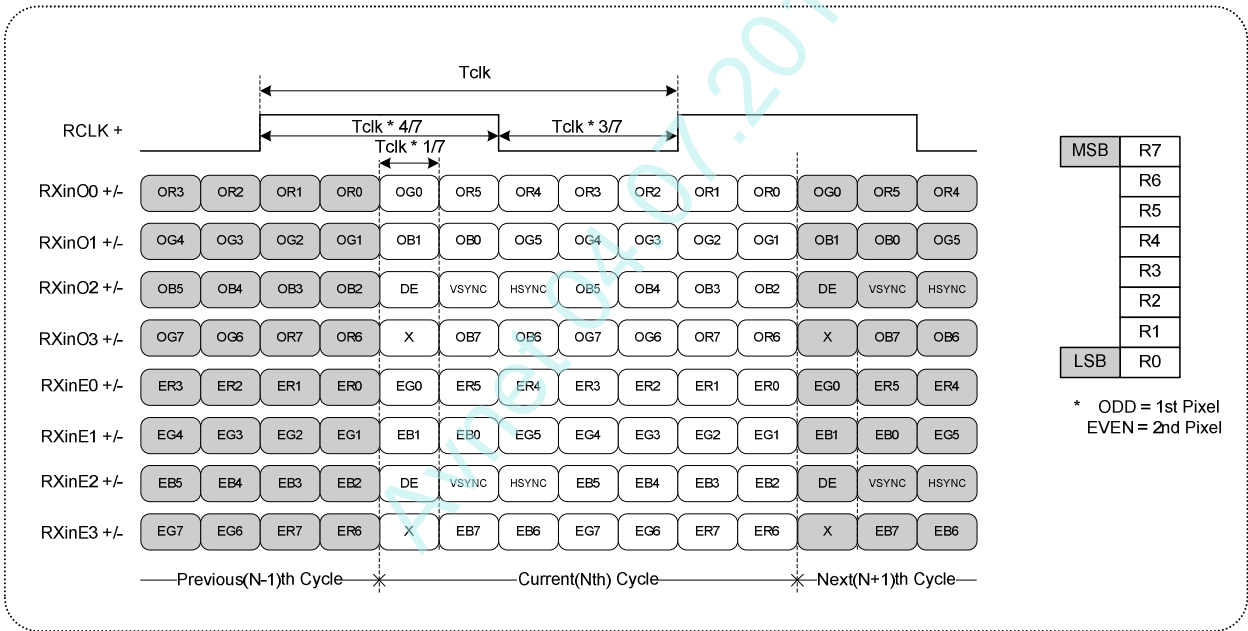 Tclk
RCLK +
Tclk * 4/7
Tclk * 3/7
Tclk * 1/7
RXinO0 +/- OR3 OR2 OR1 OR0 OG0 OR5 OR4 OR3 OR2 OR1 OR0 OG0 OR5 OR4
RXinO1 +/- OG4 OG3 OG2 OG1 OB1 OB0 OG5 OG4 OG3 OG2 OG1 OB1 OB0 OG5
RXinO2 +/- OB5 OB4 OB3 OB2 DE VSYNC HSYNC OB5 OB4 OB3 OB2 DE VSYNC HSYNC
RXinO3 +/- OG7 OG6 OR7 OR6 X OB7 OB6 OG7 OG6 OR7 OR6 X OB7 OB6
RXinE0 +/- ER3 ER2 ER1 ER0 EG0 ER5 ER4 ER3 ER2 ER1 ER0 EG0 ER5 ER4
RXinE1 +/- EG4 EG3 EG2 EG1 EB1 EB0 EG5 EG4 EG3 EG2 EG1 EB1 EB0 EG5
RXinE2 +/- EB5 EB4 EB3 EB2 DE VSYNC HSYNC EB5 EB4 EB3 EB2 DE VSYNC HSYNC
RXinE3 +/- EG7 EG6 ER7 ER6 X EB7 EB6 EG7 EG6 ER7 ER6 X EB7 EB6
Previous(N-1)th Cycle Current(Nth) Cycle Next(N+1)th Cycle
MSB R7
R6
R5
R4
R3
R2
R1
LSB R0
* ODD = 1st Pixel
EVEN = 2nd Pixel
Avnet 04.07.201